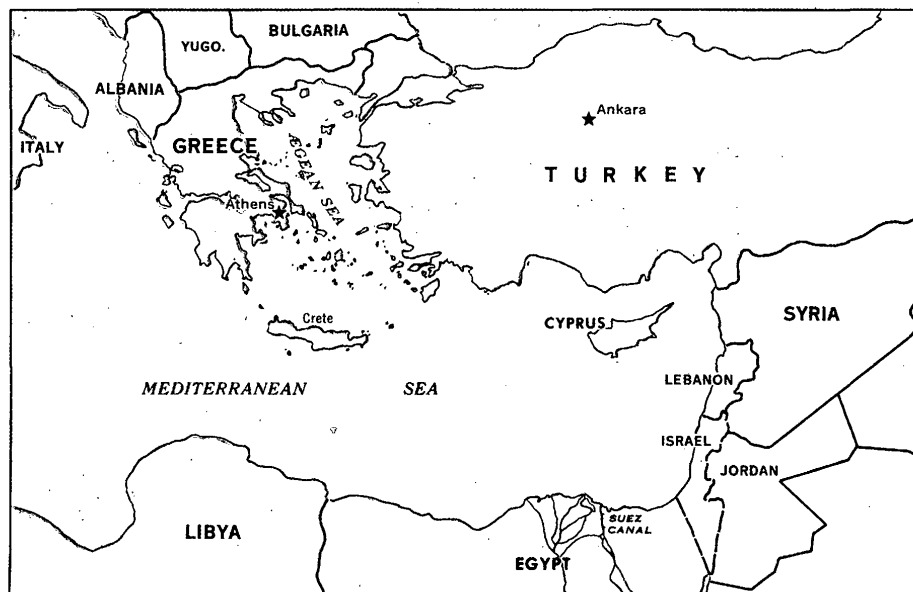 BULGARIA
YUGO.
ALBANIA
Ankara
ITALY
GREECE
ÆGEAN SEA
TURKEY
Athens
SYRIA
Crete
CYPRUS
LEBANON
MEDITERRANEAN SEA
ISRAEL
JORDAN
SUEZ
CANAL
LIBYA
EGYPT